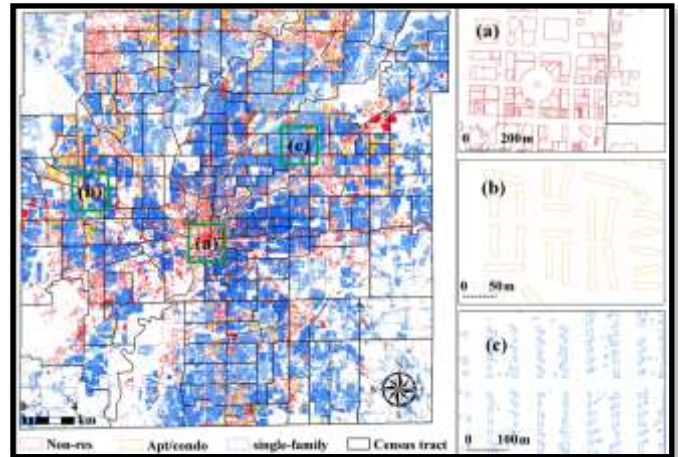 (c)
(b)
(a)
km
Non-res Apt/condo single-family Census tract
(a)
0 200m
(b)
0 50m
(c)
0 100m